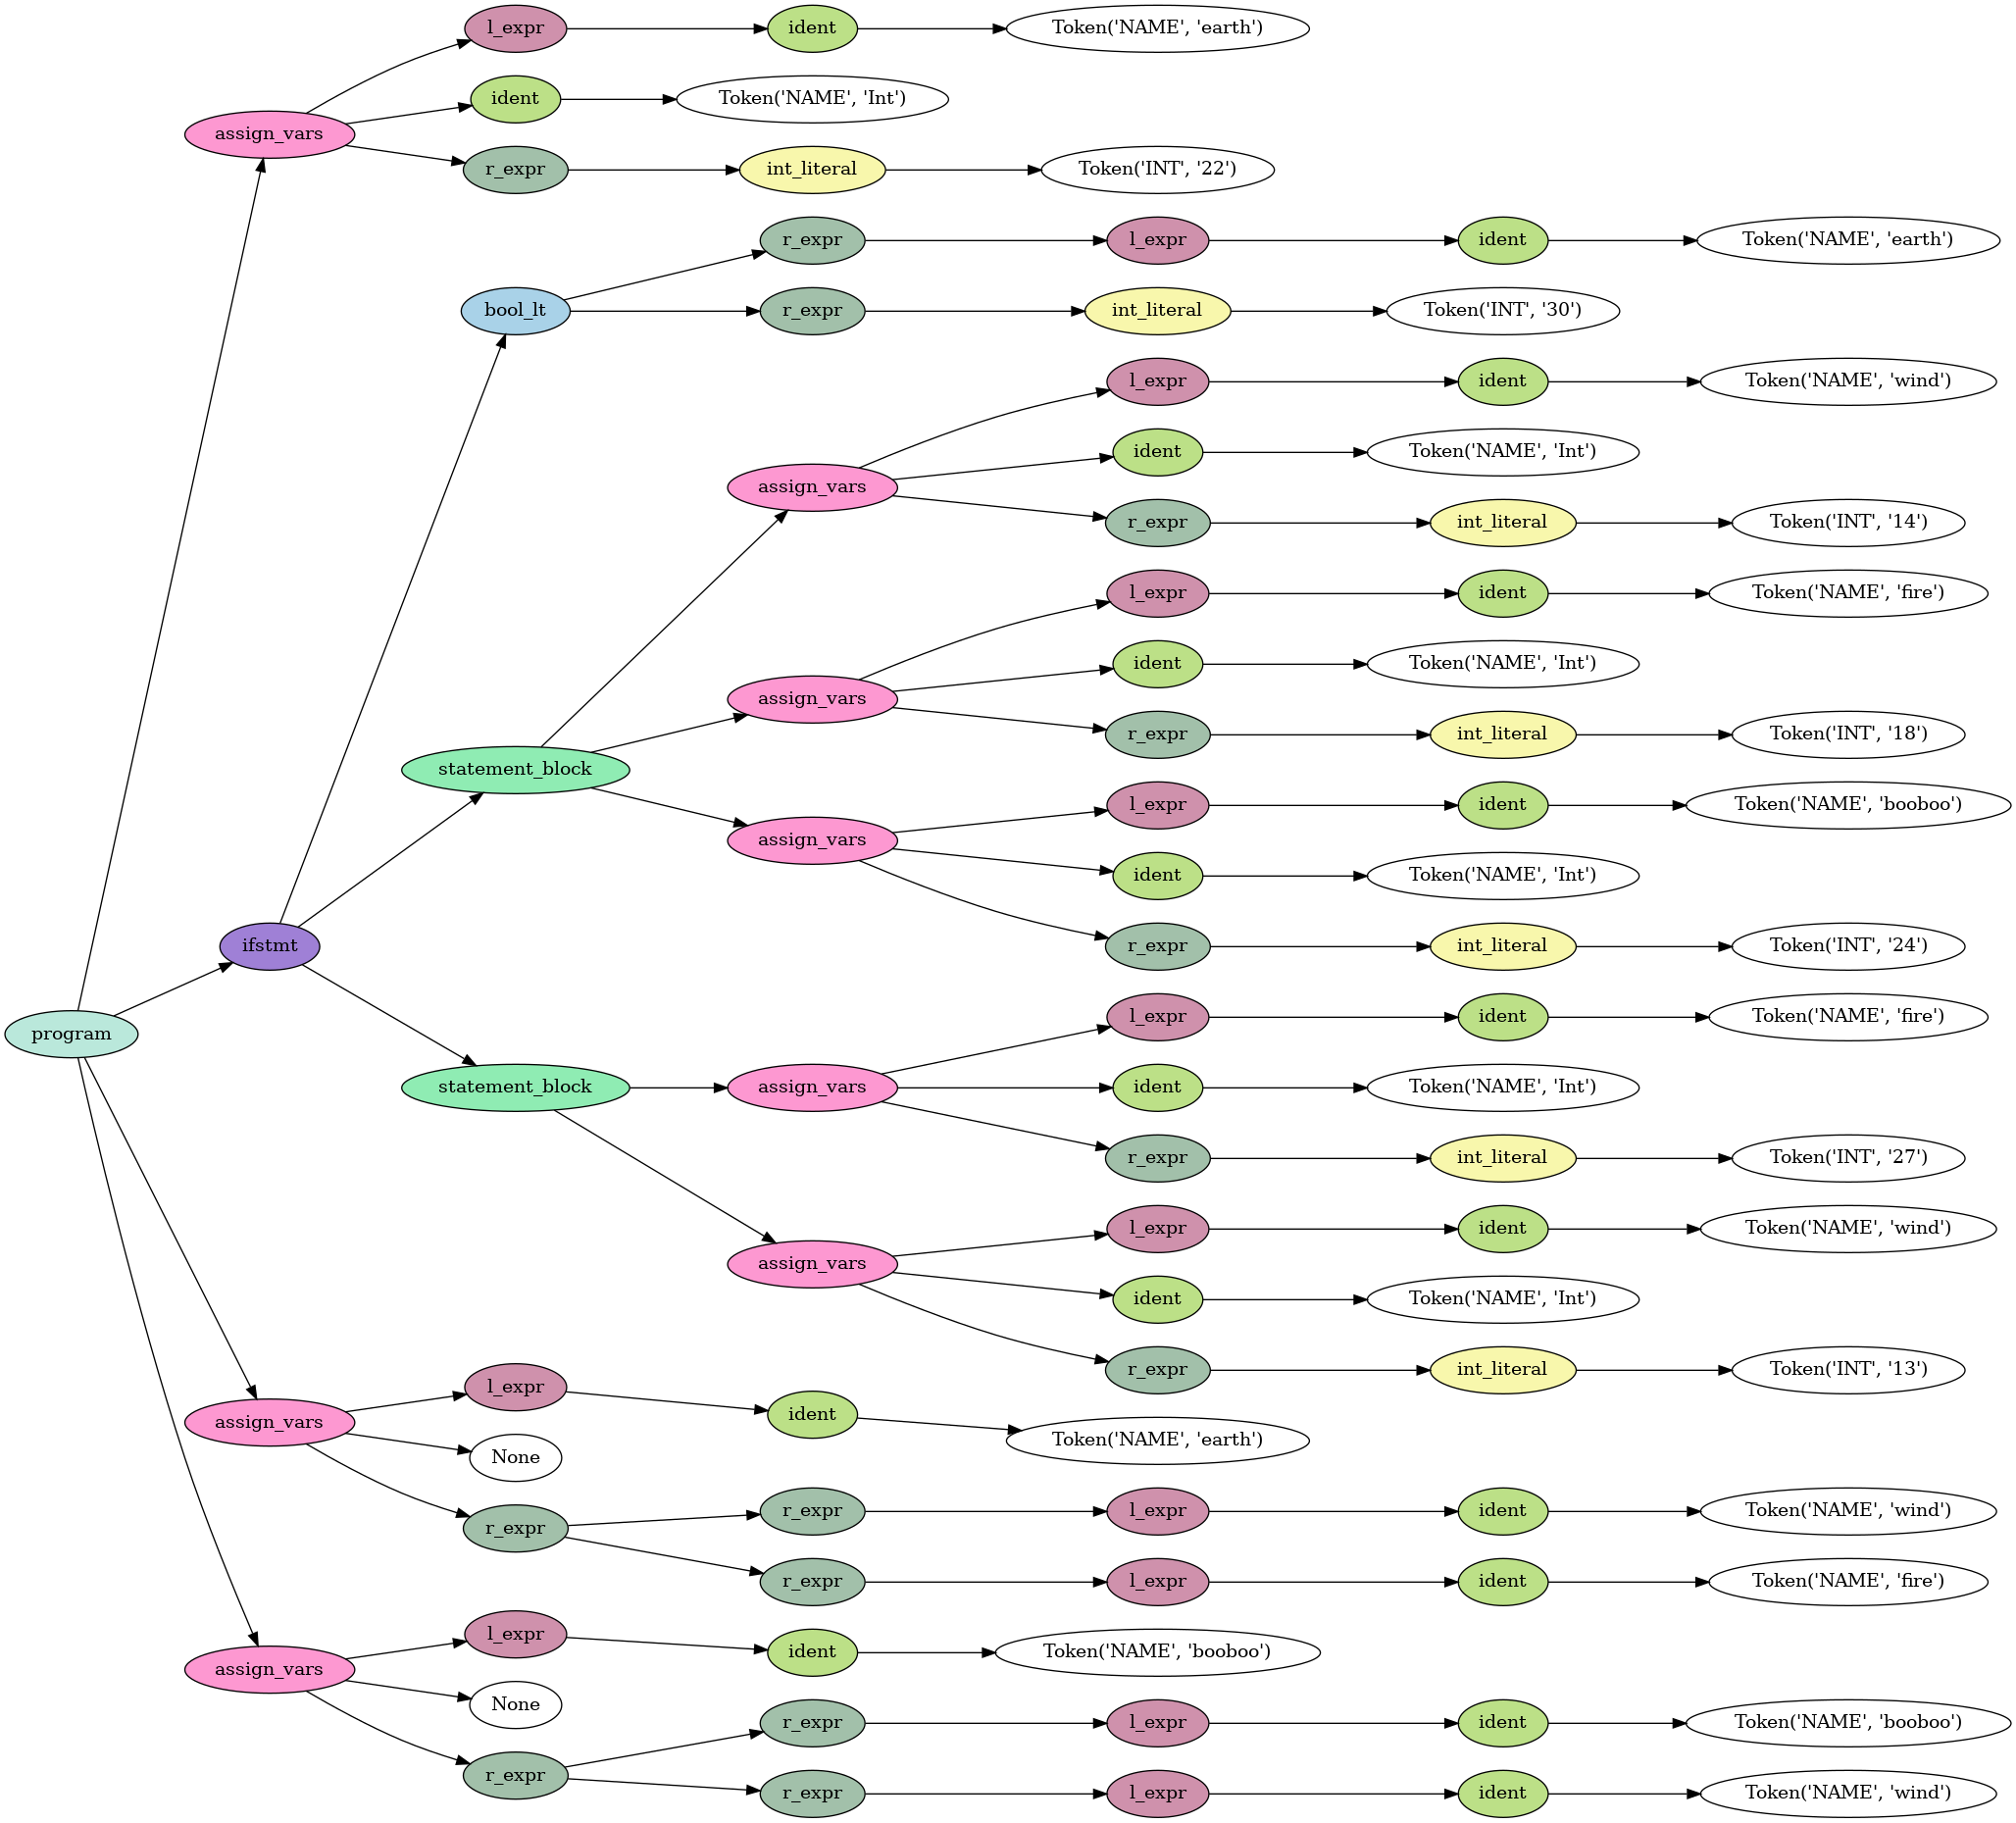 l_expr ident Token('NAME', 'earth')
ident Token('NAME', 'Int')
assign_vars
r_expr int_literal Token('INT', '22')
r_expr l_expr ident Token('NAME', 'earth')
bool_lt r_expr int_literal Token('INT', '30')
l_expr ident Token('NAME', 'wind')
ident Token('NAME', 'Int')
assign_vars
r_expr int_literal Token('INT', '14')
l_expr ident Token('NAME', 'fire')
ident Token('NAME', 'Int')
assign_vars
r_expr int_literal Token('INT', '18')
statement_block
l_expr ident Token('NAME', 'booboo')
assign_vars
ident Token('NAME', 'Int')
ifstmt r_expr int_literal Token('INT', '24')
l_expr ident Token('NAME', 'fire')
program
statement_block assign_vars ident Token('NAME', 'Int')
r_expr int_literal Token('INT', '27')
l_expr ident Token('NAME', 'wind')
assign_vars
ident Token('NAME', 'Int')
r_expr int_literal Token('INT', '13')
l_expr
ident
assign_vars
Token('NAME', 'earth')
None
r_expr l_expr ident Token('NAME', 'wind')
r_expr
r_expr l_expr ident Token('NAME', 'fire')
l_expr
ident Token('NAME', 'booboo')
assign_vars
None
r_expr l_expr ident Token('NAME', 'booboo')
r_expr
r_expr l_expr ident Token('NAME', 'wind')